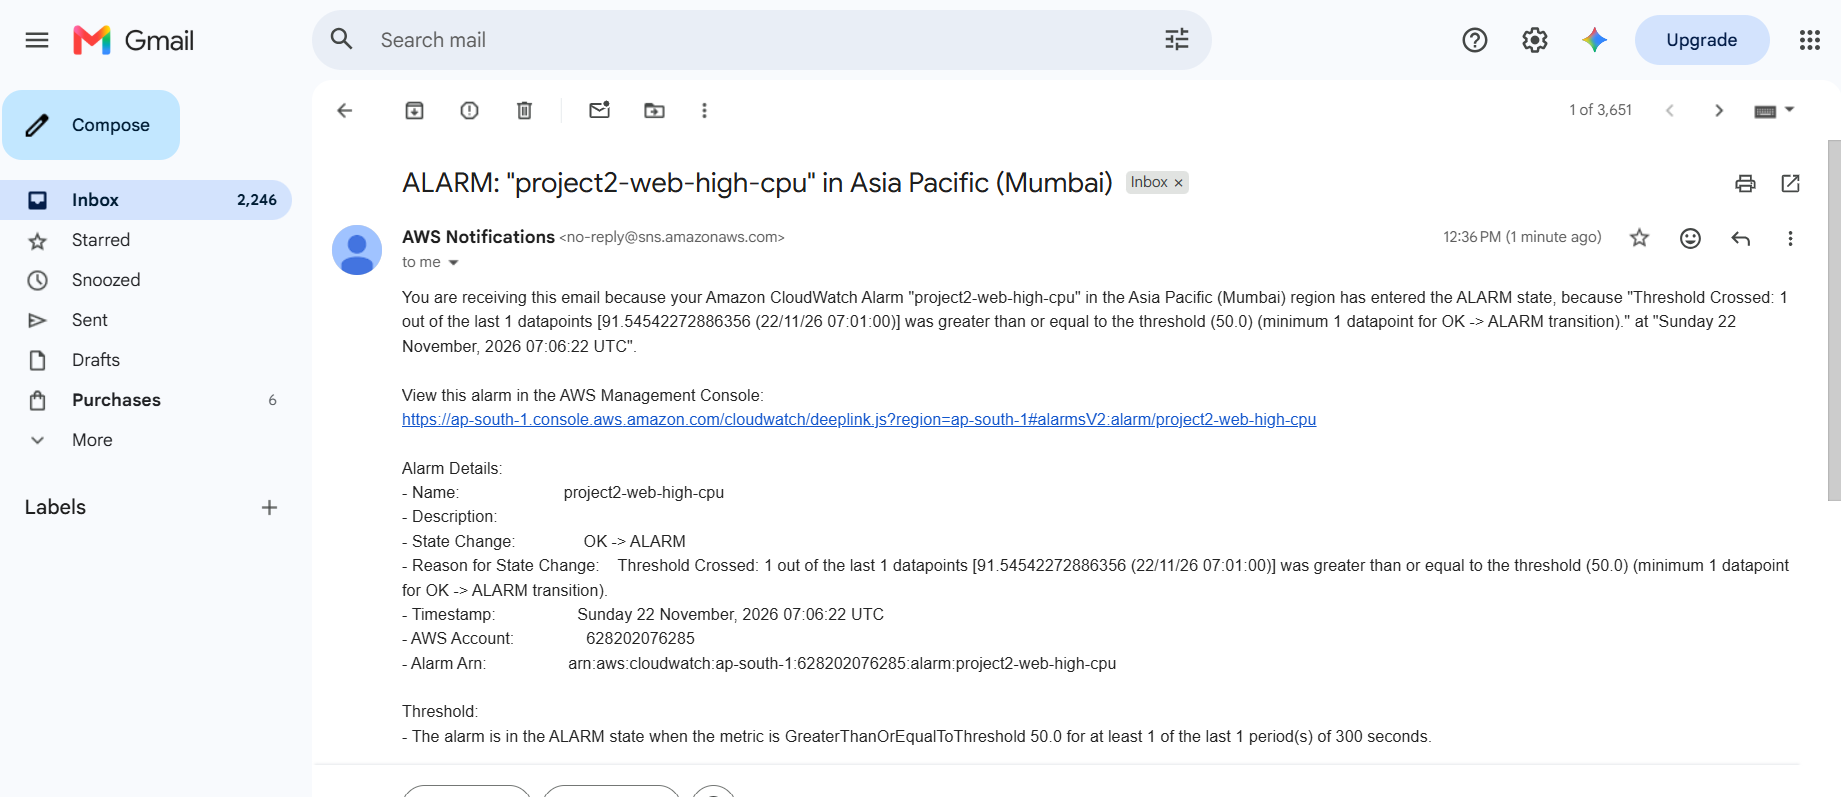 Gmail
Search mail
Upgrade
Compose
1 of 3,651
Inbox 2,246
Starred
Snoozed
Sent
Drafts
Purchases 6
More
Labels
ALARM: "project2-web-high-cpu" in Asia Pacific (Mumbai) Inbox ×
AWS Notifications <no-reply@sns.amazonaws.com> 12:36 PM (1 minute ago)
to me
You are receiving this email because your Amazon CloudWatch Alarm "project2-web-high-cpu" in the Asia Pacific (Mumbai) region has entered the ALARM state, because "Threshold Crossed: 1
out of the last 1 datapoints [91.54542272886356 (22/11/26 07:01:00)] was greater than or equal to the threshold (50.0) (minimum 1 datapoint for OK -> ALARM transition)." at "Sunday 22
November, 2026 07:06:22 UTC".
View this alarm in the AWS Management Console:
https://ap-south-1.console.aws.amazon.com/cloudwatch/deeplink.js?region=ap-south-1#alarmsV2:alarm/project2-web-high-cpu
Alarm Details:
- Name: project2-web-high-cpu
- Description:
- State Change: OK -> ALARM
- Reason for State Change: Threshold Crossed: 1 out of the last 1 datapoints [91.54542272886356 (22/11/26 07:01:00)] was greater than or equal to the threshold (50.0) (minimum 1 datapoint
for OK -> ALARM transition).
- Timestamp: Sunday 22 November, 2026 07:06:22 UTC
- AWS Account: 628202076285
- Alarm Arn: arn:aws:cloudwatch:ap-south-1:628202076285:alarm:project2-web-high-cpu
Threshold:
- The alarm is in the ALARM state when the metric is GreaterThanOrEqualToThreshold 50.0 for at least 1 of the last 1 period(s) of 300 seconds.